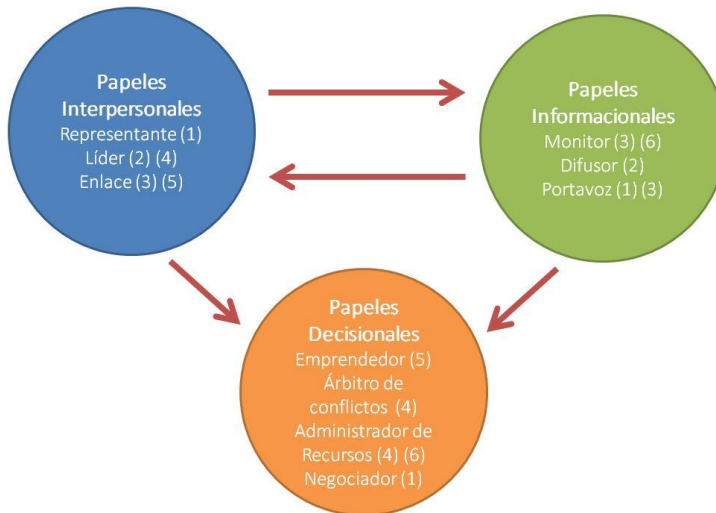 Papeles
Interpersonales
Representante (1)
Líder (2) (4)
Enlace (3) (5)
Papeles
Informacionales
Monitor (3) (6)
Difusor (2)
Portavoz (1) (3)
Papeles
Decisionales
Emprendedor (5)
Árbitro de
conflictos (4)
Administrador de
Recursos (4) (6)
Negociador (1)